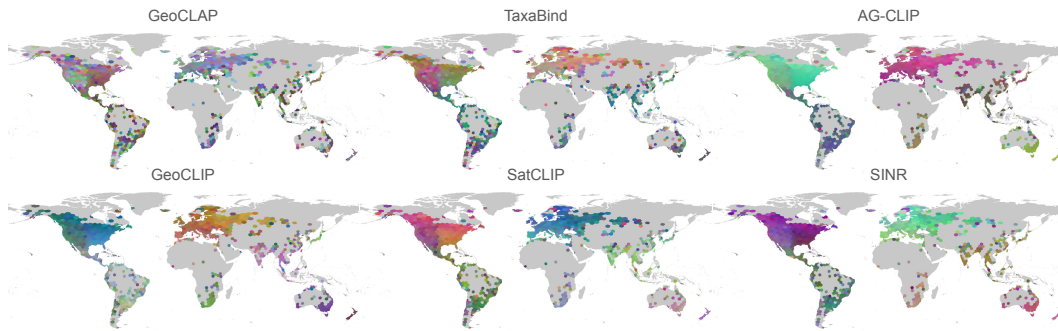 GeoCLAP
TaxaBind
AG-CLIP
GeoCLIP
SatCLIP
SINR